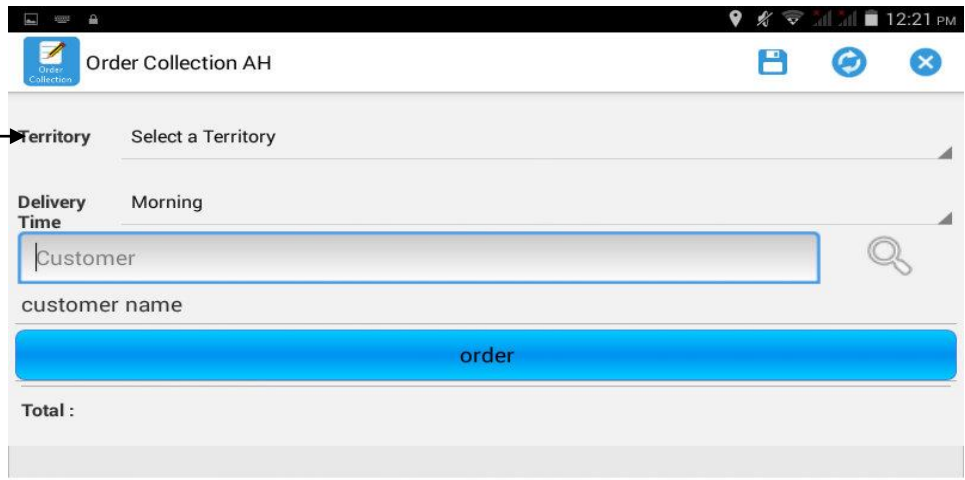 12:21 PM
Order Collection
Order Collection AH
Territory Select a Territory
Delivery Time Morning
Customer
customer name
order
Total :